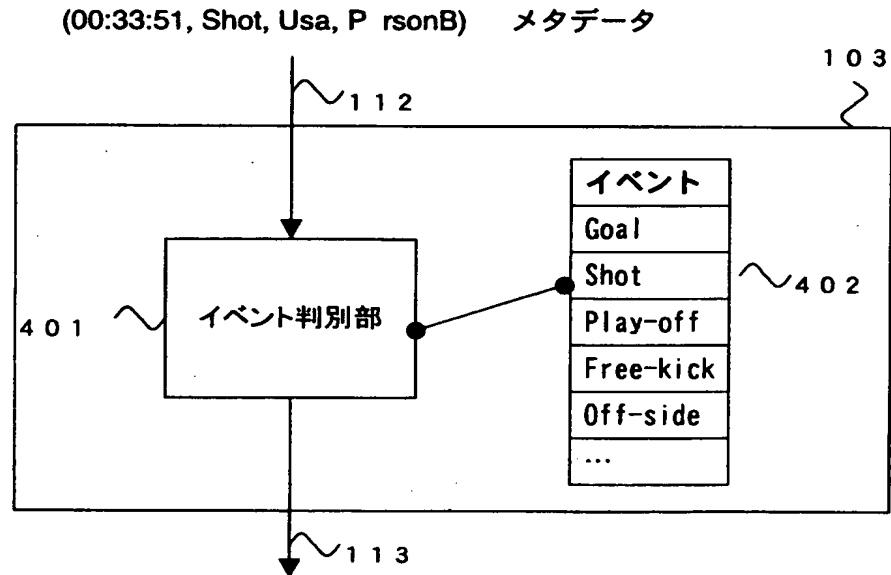 (00:33:51, Shot, Usa, P rsonB) メタデータ
103
112
イベント
Goal
Shot
402
401
イベント判別部
Play-off
Free-kick
Off-side
...
113